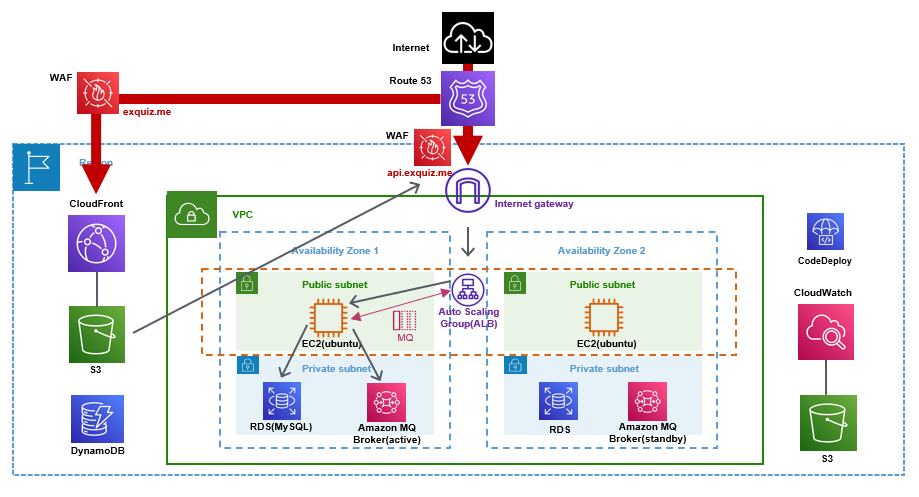 Internet
WAF
Route 53
53
exquiz.me
WAF
Region
api.exquiz.me
CloudFront
Internet gateway
VPC
Availability Zone 1
Availability Zone 2
CodeDeploy
Public subnet
Public subnet
CloudWatch
Auto Scaling
Group(ALB)
MQ
EC2(ubuntu)
EC2(ubuntu)
S3
Private subnet
Private subnet
RDS(MySQL)
Amazon MQ
Broker(active)
RDS
Amazon MQ
Broker(standby)
DynamoDB
S3